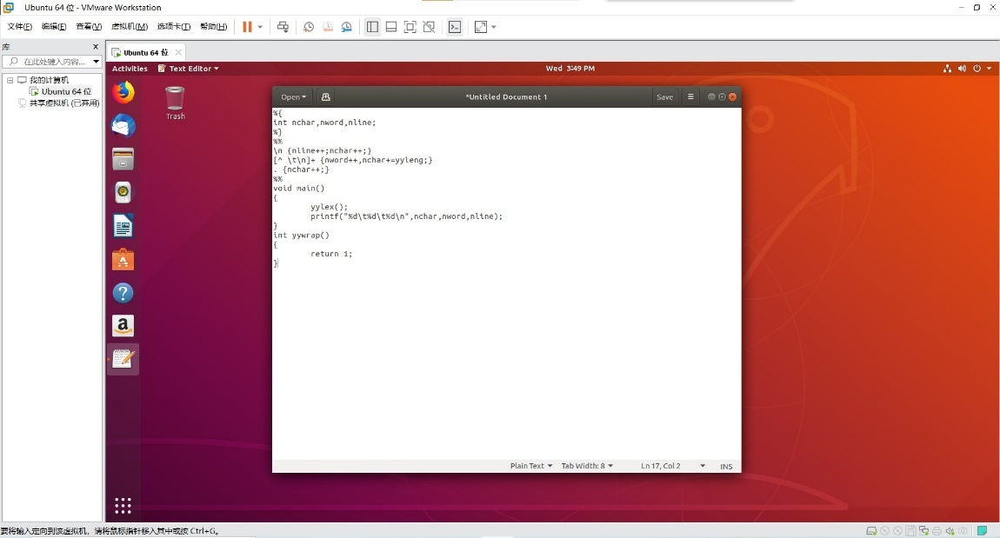 Ubuntu 64 位 - VMware Workstation
文件(F) 编辑(E) 查看(V) 虚拟机(M) 选项卡(T) 帮助(H)
库
在此处键入内容...
我的计算机
Ubuntu 64 位
共享虚拟机 (已弃用)
Ubuntu 64 位
Activities Text Editor Wed 3:49 PM
Trash
Open *Untitled Document 1 Save
%{
int nchar,nword,nline;
%}
%%
\n {nline++;nchar++;}
[^ \t\n]+ {nword++,nchar+=yyleng;}
. {nchar++;}
%%
void main()
{
yylex();
printf("%d\t%d\t%d\n",nchar,nword,nline);
}
int yywrap()
{
return 1;
}
Plain Text Tab Width: 8 Ln 17, Col 2 INS
要将输入定向到该虚拟机，请将鼠标指针移入其中或按 Ctrl+G。